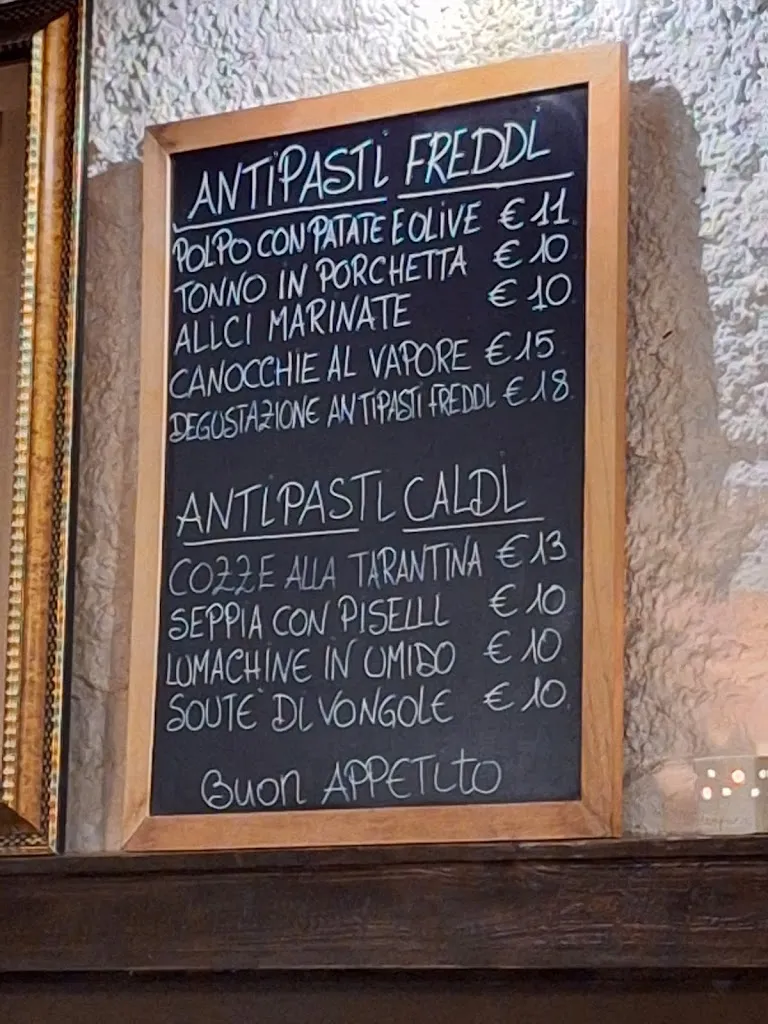 ANTIPASTI FREDDI
POLPO CON PATATE E OLIVE € 11
TONNO IN PORCHETTA € 10
ALICI MARINATE € 10
CANOCCHIE AL VAPORE € 15
DEGUSTAZIONE ANTIPASTI FREDDI € 18
ANTIPASTI CALDI
COZZE ALLA TARANTINA € 13
SEPPIA CON PISELLI € 10
LUMACHINE IN UMIDO € 10
SOUTE' DI VONGOLE € 10
Buon APPETITO